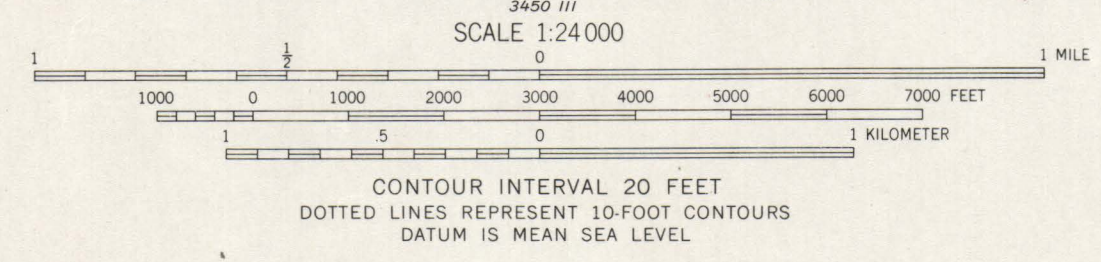 3450 III
SCALE 1:24 000
1 1/2 0 1 MILE
1000 0 1000 2000 3000 4000 5000 6000 7000 FEET
1 .5 0 1 KILOMETER
CONTOUR INTERVAL 20 FEET
DOTTED LINES REPRESENT 10-FOOT CONTOURS
DATUM IS MEAN SEA LEVEL